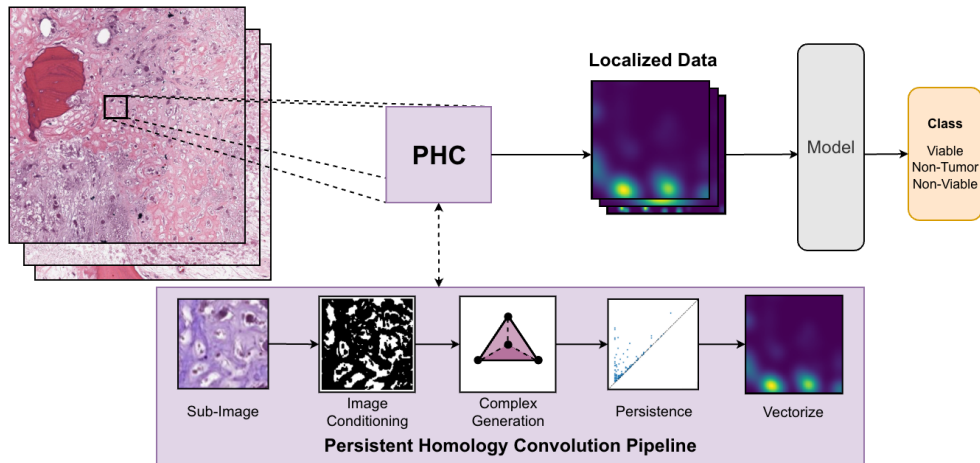 Localized Data
PHC
Model
Class
Viable
Non-Tumor
Non-Viable
Sub-Image
Image
Conditioning
Complex
Generation
Persistence
Vectorize
Persistent Homology Convolution Pipeline